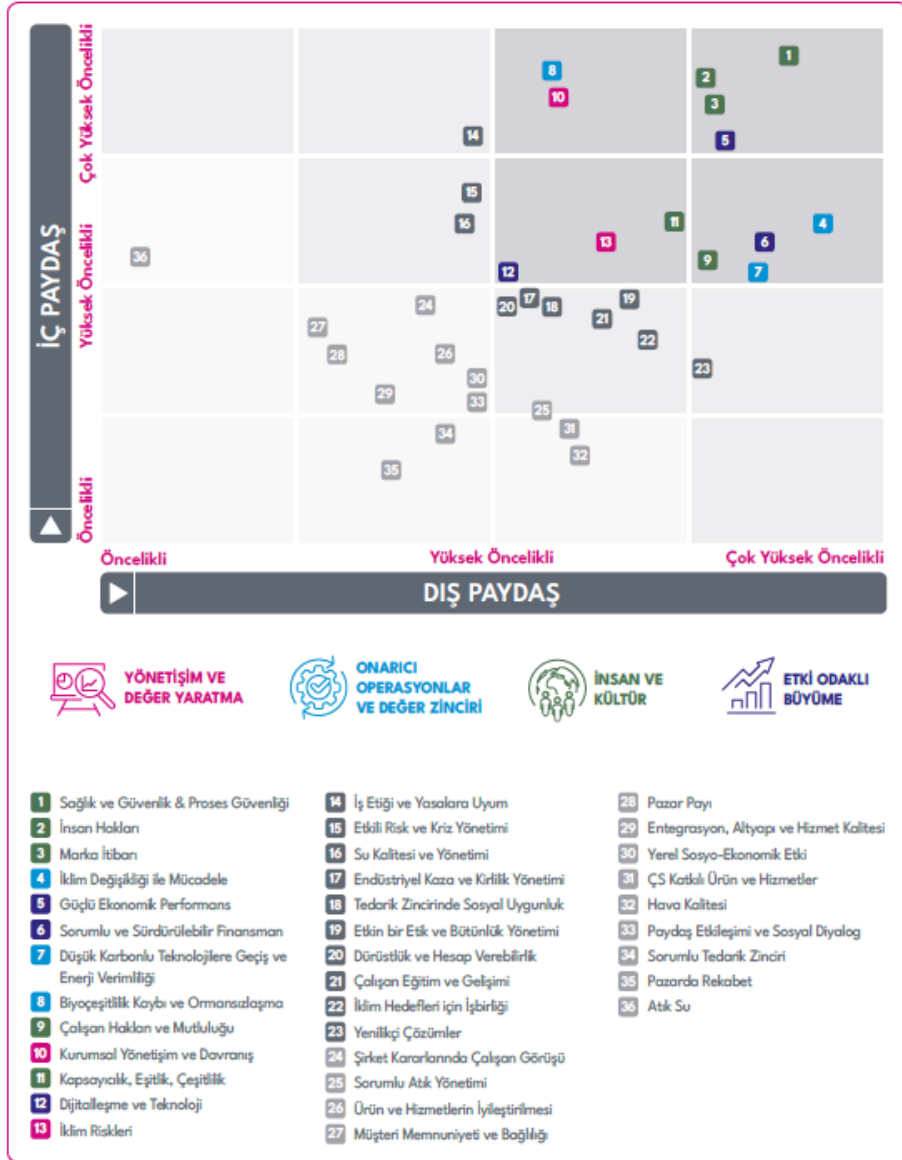 İÇ PAYDAŞ
Çok Yüksek Öncelikli
Yüksek Öncelikli
Öncelikli
1
8
2
10
3
14
5
15
16
11
4
13
6
36
9
12
7
24
20
17
18
19
27
21
28
26
22
23
30
29
33
25
34
31
32
35
Öncelikli
Yüksek Öncelikli
Çok Yüksek Öncelikli
DIŞ PAYDAŞ
YÖNETİŞİM VE
DEĞER YARATMA
ONARICI
OPERASYONLAR
VE DEĞER ZİNCİRİ
İNSAN VE
KÜLTÜR
ETKİ ODAKLI
BÜYÜME
1 Sağlık ve Güvenlik & Proses Güvenliği
2 İnsan Hakları
3 Marka İtibarı
4 İklim Değişikliği ile Mücadele
5 Güçlü Ekonomik Performans
6 Sorumlu ve Sürdürülebilir Finansman
7 Düşük Karbonlu Teknolojilere Geçiş ve
Enerji Verimliliği
8 Biyoçeşitlilik Kaybı ve Ormansızlaşma
9 Çalışan Hakları ve Mutluluğu
10 Kurumsal Yönetişim ve Davranış
11 Kapsayıcılık, Eşitlik, Çeşitlilik
12 Dijitalleşme ve Teknoloji
13 İklim Riskleri
14 İş Etiği ve Yasalara Uyum
15 Etkili Risk ve Kriz Yönetimi
16 Su Kalitesi ve Yönetimi
17 Endüstriyel Kaza ve Kirlilik Yönetimi
18 Tedarik Zincirinde Sosyal Uygunluk
19 Etkin bir Etik ve Bütünlük Yönetimi
20 Dürüstlük ve Hesap Verebilirlik
21 Çalışan Eğitim ve Gelişimi
22 İklim Hedefleri için İşbirliği
23 Yenilikçi Çözümler
24 Şirket Kararlarında Çalışan Görüşü
25 Sorumlu Atık Yönetimi
26 Ürün ve Hizmetlerin İyileştirilmesi
27 Müşteri Memnuniyeti ve Bağlılığı
28 Pazar Payı
29 Entegrasyon, Altyapı ve Hizmet Kalitesi
30 Yerel Sosyo-Ekonomik Etki
31 ÇS Katkılı Ürün ve Hizmetler
32 Hava Kalitesi
33 Paydaş Etkileşimi ve Sosyal Diyalog
34 Sorumlu Tedarik Zinciri
35 Pazarda Rekabet
36 Atık Su